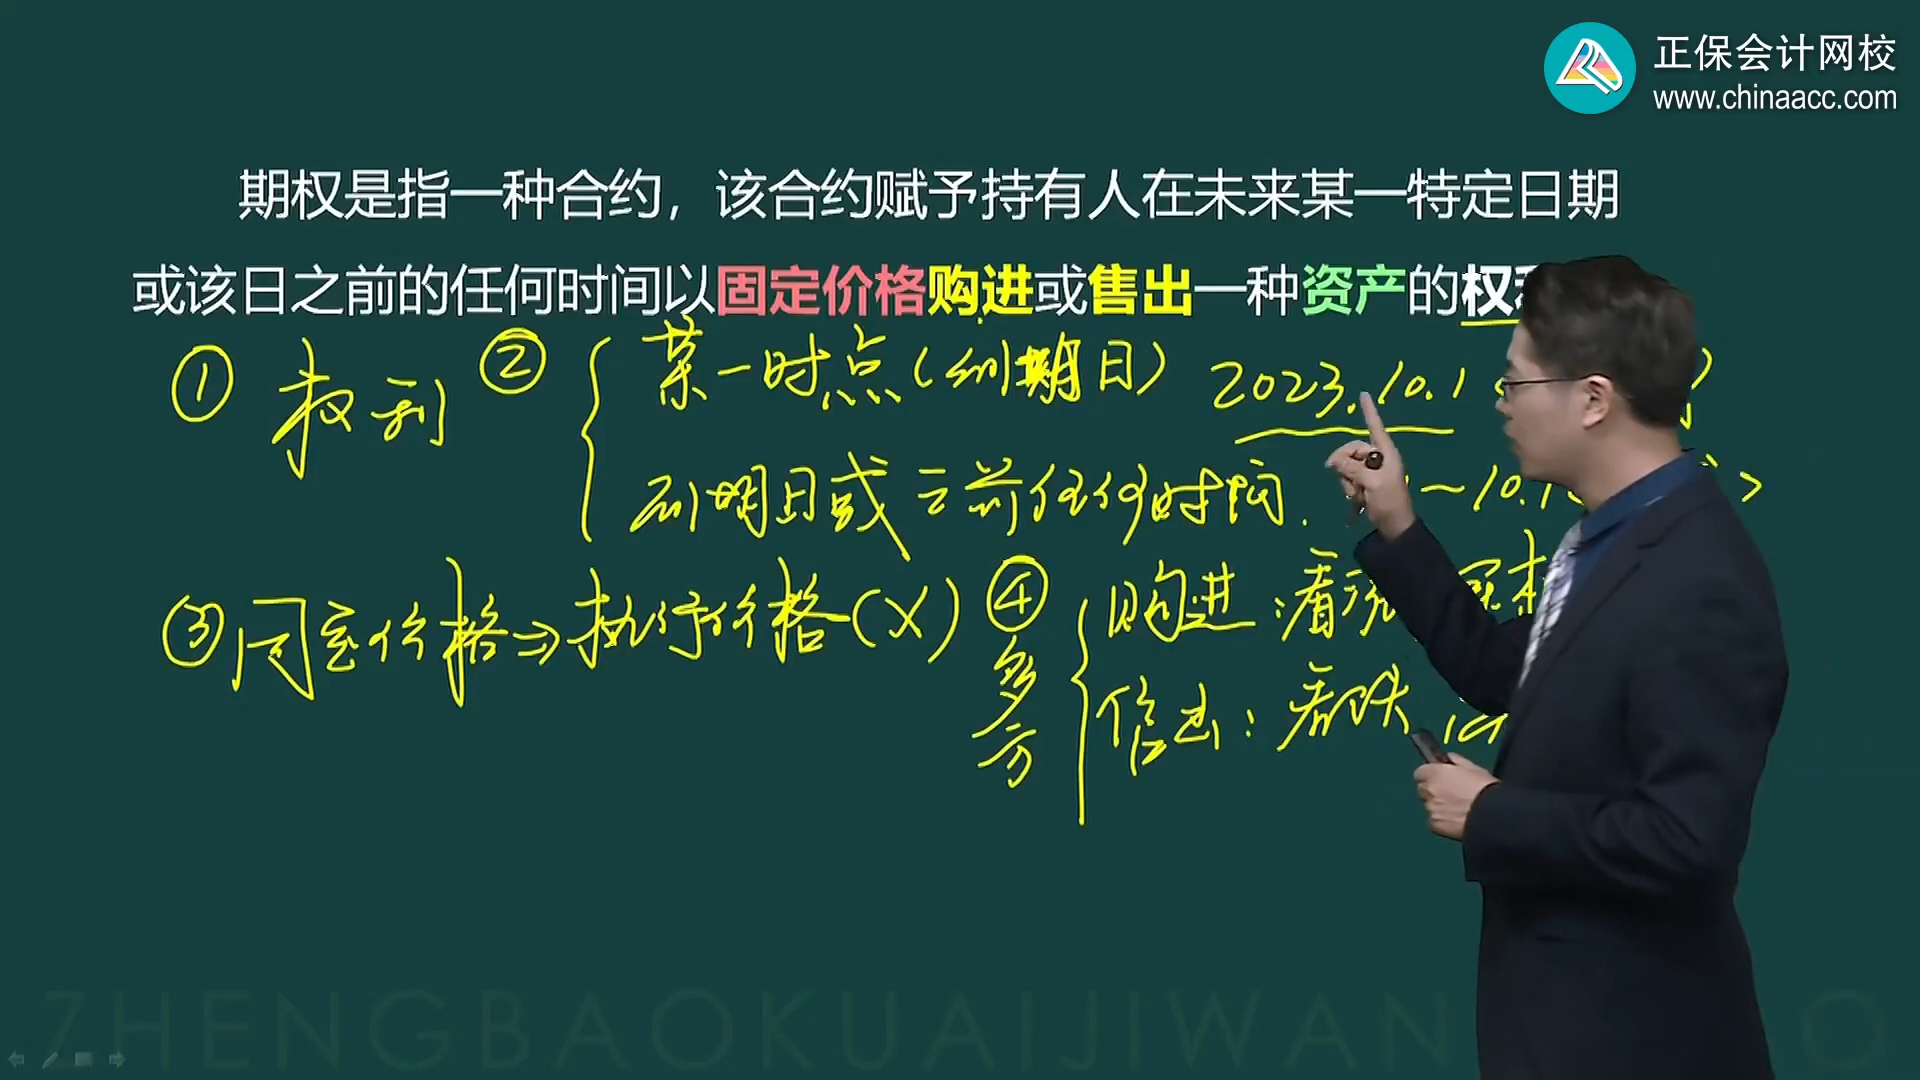 正保会计网校
www.chinaacc.com
期权是指一种合约，该合约赋予持有人在未来某一特定日期
或该日之前的任何时间以固定价格购进或售出一种资产的权
① 权利 ② 某一时点(到期日) 2023.10.1
到期日或之前任何时间.
③固定价格⇒执行价格(X) ④ 购进:看涨
多方 售出:看跌
ZHENGBAOKUAIJIWAN